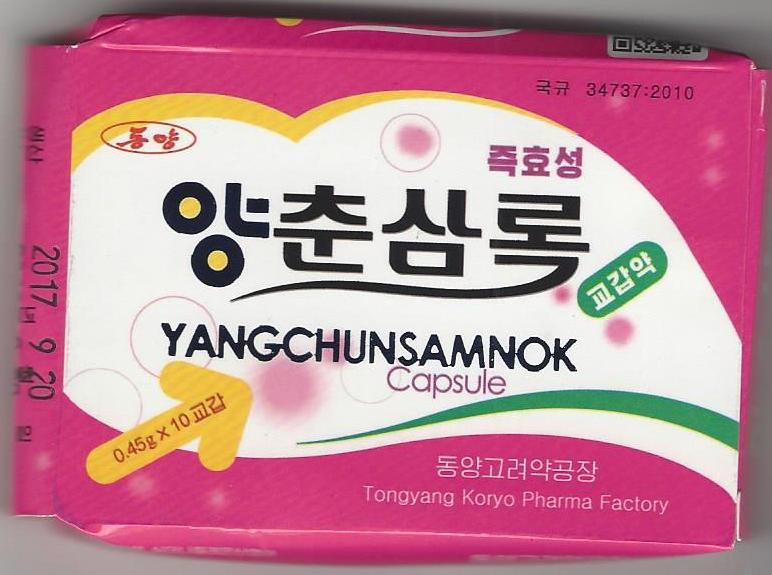 국규 34737:2010
동양
즉효성
양춘삼록
교갑약
YANGCHUNSAMNOK
Capsule
0.45g X 10 교갑
동양고려약공장
Tongyang Koryo Pharma Factory
2017 9 20
일